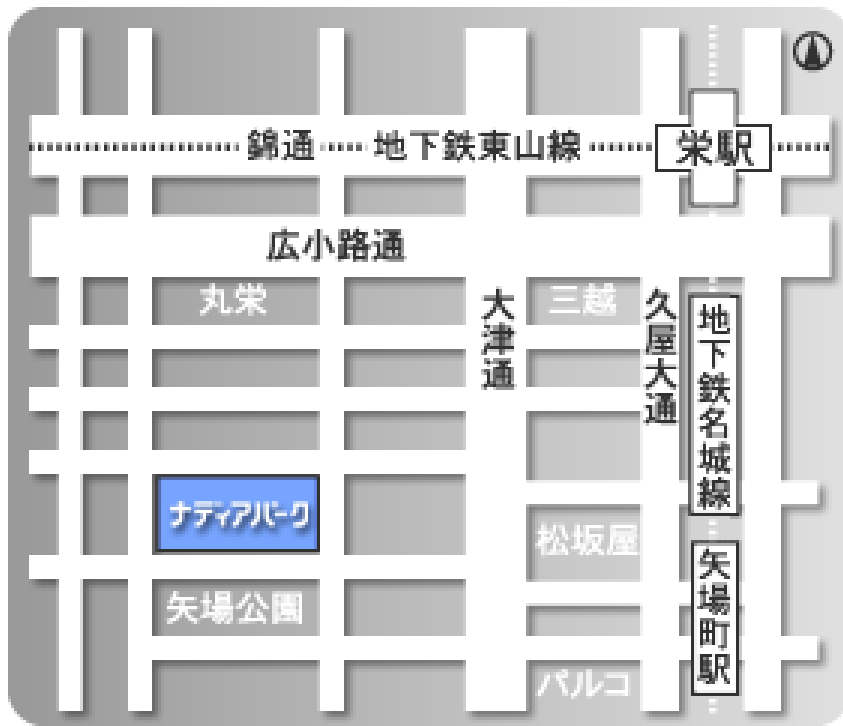 錦通
地下鉄東山線
栄駅
広小路通
丸栄
三越
大津通
久屋大通
地下鉄名城線
ナディアパーク
松坂屋
矢場公園
矢場町駅
パルコ